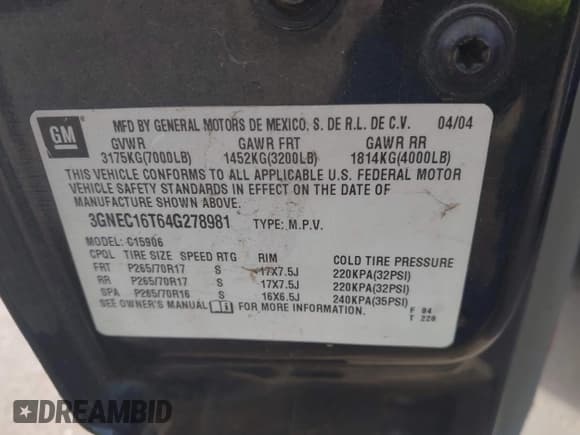 GM
MFD BY GENERAL MOTORS DE MEXICO, S. DE R.L. DE C.V. 04/04
GVWR GAWR FRT GAWR RR
3175KG(7000LB) 1452KG(3200LB) 1814KG(4000LB)
THIS VEHICLE CONFORMS TO ALL APPLICABLE U.S. FEDERAL MOTOR
VEHICLE SAFETY STANDARDS IN EFFECT ON THE DATE OF
MANUFACTURE SHOWN ABOVE.
3GNEC16T64G278981 TYPE: M.P.V.
MODEL: C15906
CPQL TIRE SIZE SPEED RTG RIM COLD TIRE PRESSURE
FRT P265/70R17 S 17X7.5J 220KPA(32PSI)
RR P265/70R17 S 17X7.5J 220KPA(32PSI)
SPA P265/70R16 S 16X6.5J 240KPA(35PSI)
SEE OWNER'S MANUAL FOR MORE INFORMATION.
F 84
T 228
DREAMBID